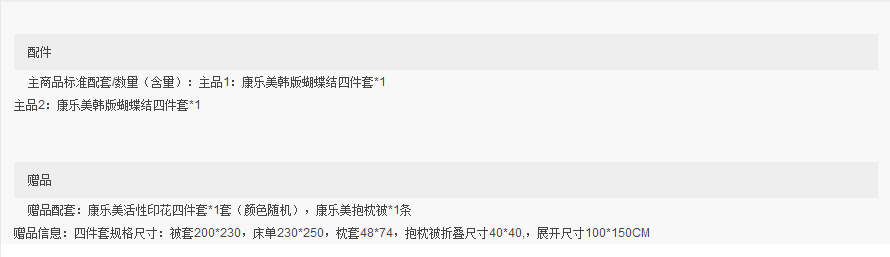 配件
主商品标准配套/数量（含量）：主品1：康乐美韩版蝴蝶结四件套*1
主品2：康乐美韩版蝴蝶结四件套*1
赠品
赠品配套：康乐美活性印花四件套*1套（颜色随机），康乐美抱枕被*1条
赠品信息：四件套规格尺寸：被套200*230，床单230*250，枕套48*74，抱枕被折叠尺寸40*40,，展开尺寸100*150CM